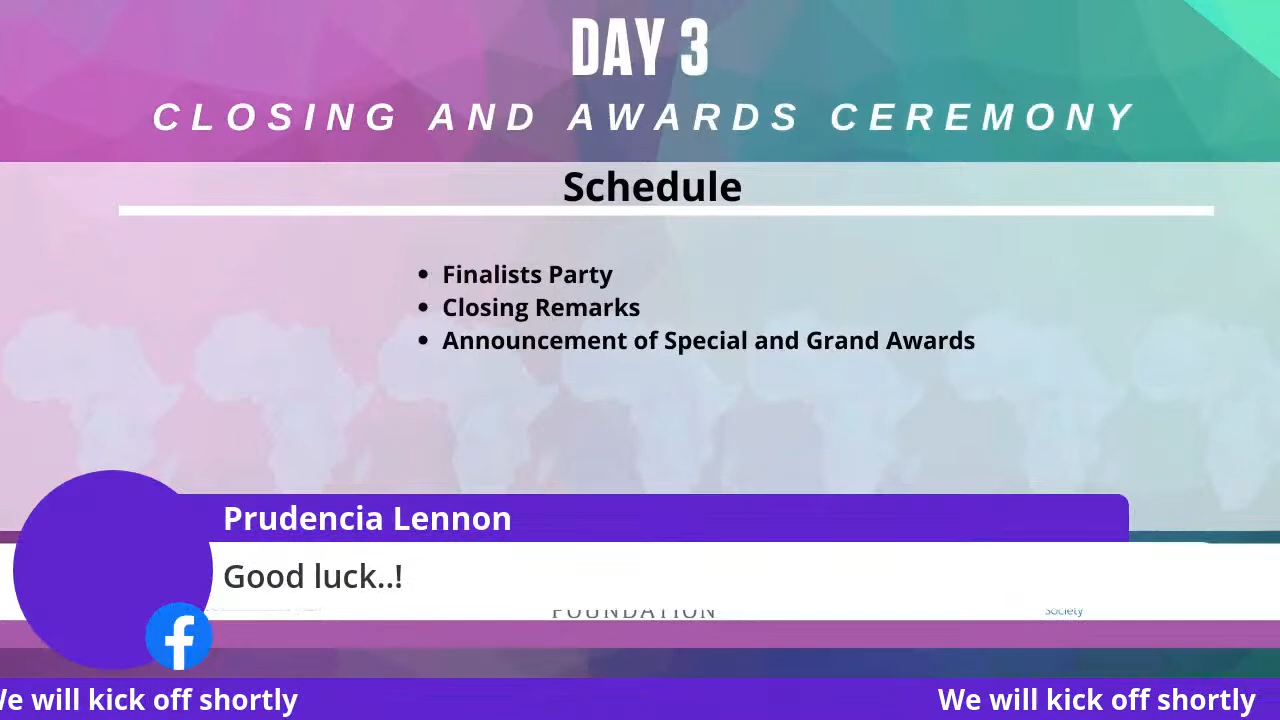 DAY 3
CLOSING AND AWARDS CEREMONY
Schedule
Finalists Party
Closing Remarks
Announcement of Special and Grand Awards
Prudencia Lennon
Good luck..!
FOUNDATION
Society
We will kick off shortly
We will kick off shortly